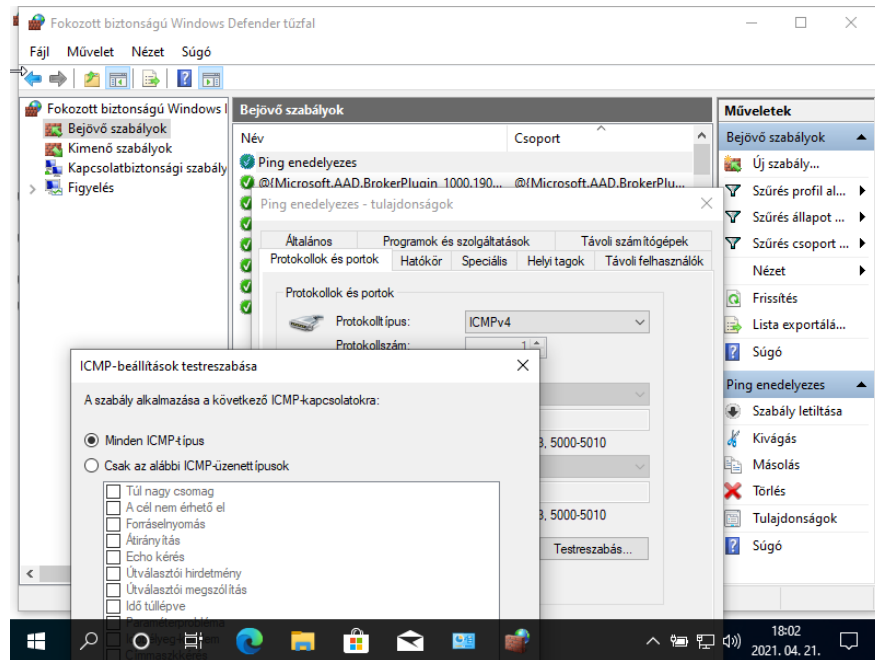 Fokozott biztonságú Windows Defender tűzfal
Fájl Művelet Nézet Súgó
Fokozott biztonságú Windows
Bejövő szabályok
Kimenő szabályok
Kapcsolatbiztonsági szabály
Figyelés
Bejövő szabályok
Név Csoport
Ping enedelyezes
@{Microsoft.AAD.BrokerPlugin_1000.190... @{Microsoft.AAD.BrokerPlu...
Ping enedelyezes - tulajdonságok
Általános Programok és szolgáltatások Távoli számítógépek
Protokollok és portok Hatókör Speciális Helyi tagok Távoli felhasználók
Protokollok és portok
Protokolltípus: ICMPv4
Protokollszám: 1
5000-5010
5000-5010
Testreszabás...
ICMP-beállítások testreszabása
A szabály alkalmazása a következő ICMP-kapcsolatokra:
Minden ICMP-típus
Csak az alábbi ICMP-üzenettípusok
Túl nagy csomag
A cél nem érhető el
Forráselnyomás
Átirányítás
Echo kérés
Útválasztói hirdetmény
Útválasztói megszólítás
Idő túllépve
Paraméterprobléma
Műveletek
Bejövő szabályok
Új szabály...
Szűrés profil al...
Szűrés állapot ...
Szűrés csoport ...
Nézet
Frissítés
Lista exportálá...
Súgó
Ping enedelyezes
Szabály letiltása
Kivágás
Másolás
Törlés
Tulajdonságok
Súgó
18:02
2021. 04. 21.